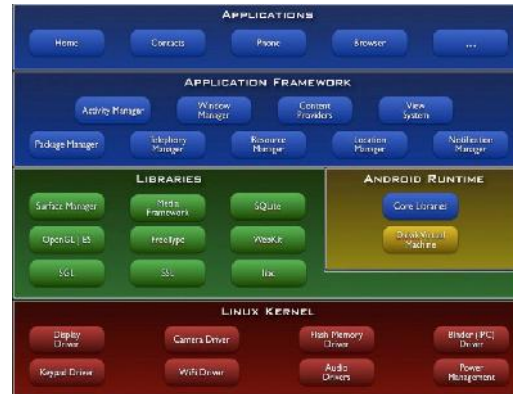 APPLICATIONS
Home
Contacts
Phone
Browser
...
APPLICATION FRAMEWORK
Activity Manager
Window
Manager
Content
Providers
View
System
Package Manager
Telephony
Manager
Resource
Manager
Location
Manager
Notification
Manager
LIBRARIES
Surface Manager
Media
Framework
SQLite
OpenGL | ES
FreeType
WebKit
SGL
SSL
libc
ANDROID RUNTIME
Core Libraries
Dalvik Virtual
Machine
LINUX KERNEL
Display
Driver
Camera Driver
Flash Memory
Driver
Binder (IPC)
Driver
Keypad Driver
WiFi Driver
Audio
Drivers
Power
Management